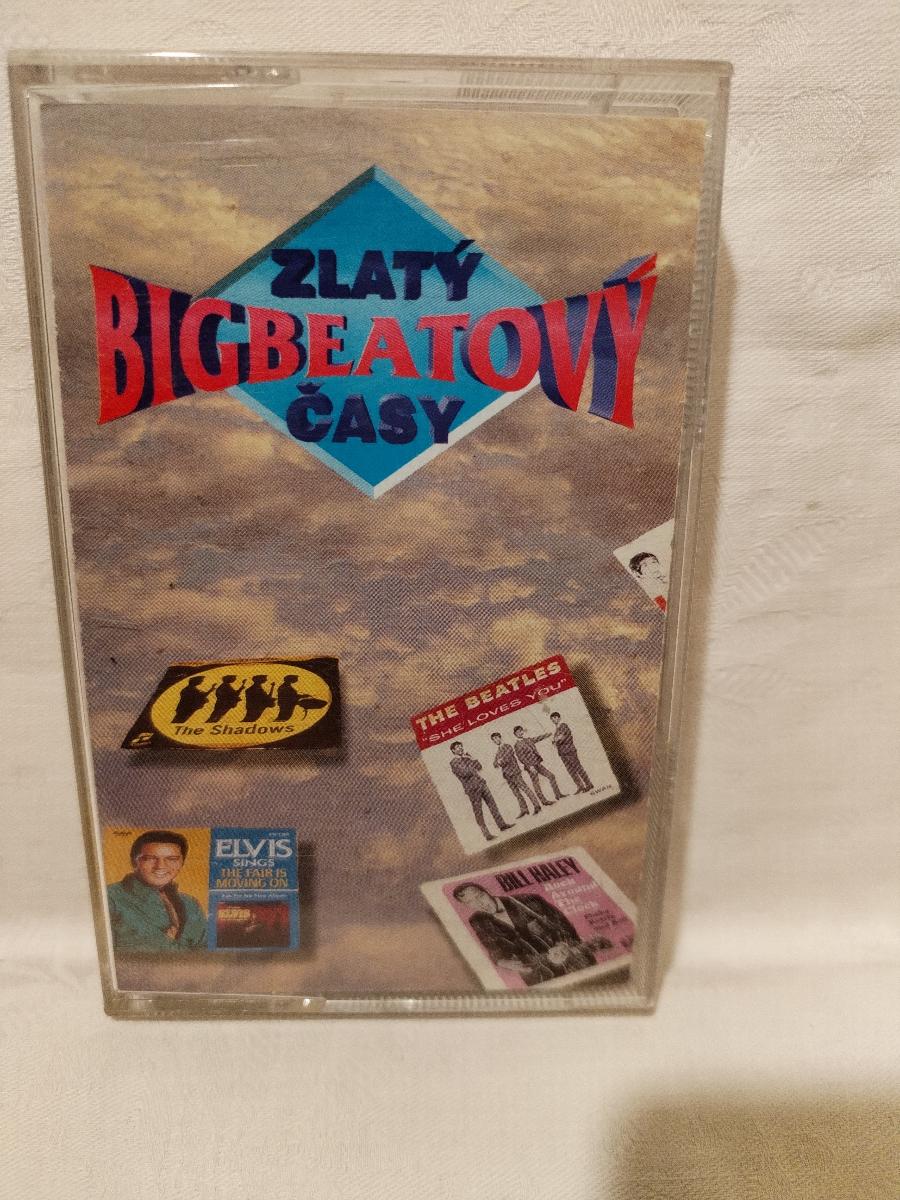 ZLATÝ
BIGBEATOVÝ
ČASY
The Shadows
THE BEATLES
"SHE LOVES YOU"
SWAN
ELVIS
SINGS
THE FAIR IS
MOVING ON
BILL HALEY
Rock
Around
The
Clock